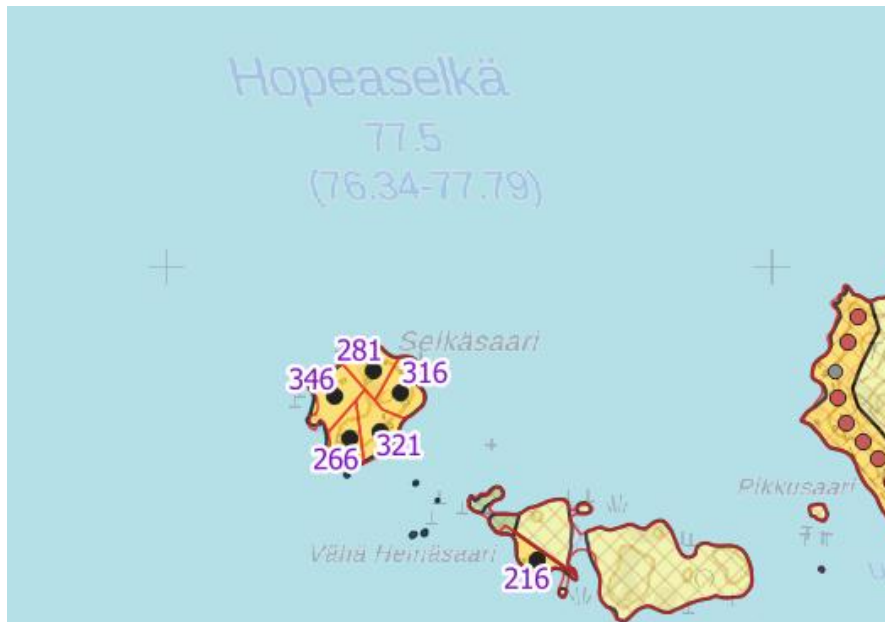 Hopeaselkä
77.5
(76.34-77.79)
Selkäsaari
281
346
316
321
266
Pikkusaari
Vähä Heinäsaari
216